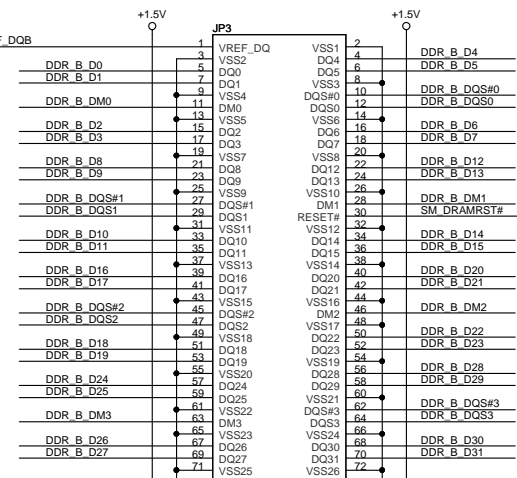 +1.5V +1.5V
JP3
F_DQB 1 VREF_DQ VSS1 2
3 VSS2 DQ4 4 DDR_B_D4
DDR_B_D0 5 DQ0 DQ5 6 DDR_B_D5
DDR_B_D1 7 DQ1 VSS3 8
9 VSS4 DQS#0 10 DDR_B_DQS#0
DDR_B_DM0 11 DM0 DQS0 12 DDR_B_DQS0
13 VSS5 VSS6 14
DDR_B_D2 15 DQ2 DQ6 16 DDR_B_D6
DDR_B_D3 17 DQ3 DQ7 18 DDR_B_D7
19 VSS7 VSS8 20
DDR_B_D8 21 DQ8 DQ12 22 DDR_B_D12
DDR_B_D9 23 DQ9 DQ13 24 DDR_B_D13
25 VSS9 VSS10 26
DDR_B_DQS#1 27 DQS#1 DM1 28 DDR_B_DM1
DDR_B_DQS1 29 DQS1 RESET# 30 SM_DRAMRST#
31 VSS11 VSS12 32
DDR_B_D10 33 DQ10 DQ14 34 DDR_B_D14
DDR_B_D11 35 DQ11 DQ15 36 DDR_B_D15
37 VSS13 VSS14 38
DDR_B_D16 39 DQ16 DQ20 40 DDR_B_D20
DDR_B_D17 41 DQ17 DQ21 42 DDR_B_D21
43 VSS15 VSS16 44
DDR_B_DQS#2 45 DQS#2 DM2 46 DDR_B_DM2
DDR_B_DQS2 47 DQS2 VSS17 48
49 VSS18 DQ22 50 DDR_B_D22
DDR_B_D18 51 DQ18 DQ23 52 DDR_B_D23
DDR_B_D19 53 DQ19 VSS19 54
55 VSS20 DQ28 56 DDR_B_D28
DDR_B_D24 57 DQ24 DQ29 58 DDR_B_D29
DDR_B_D25 59 DQ25 VSS21 60
61 VSS22 DQS#3 62 DDR_B_DQS#3
DDR_B_DM3 63 DM3 DQS3 64 DDR_B_DQS3
65 VSS23 VSS24 66
DDR_B_D26 67 DQ26 DQ30 68 DDR_B_D30
DDR_B_D27 69 DQ27 DQ31 70 DDR_B_D31
71 VSS25 VSS26 72